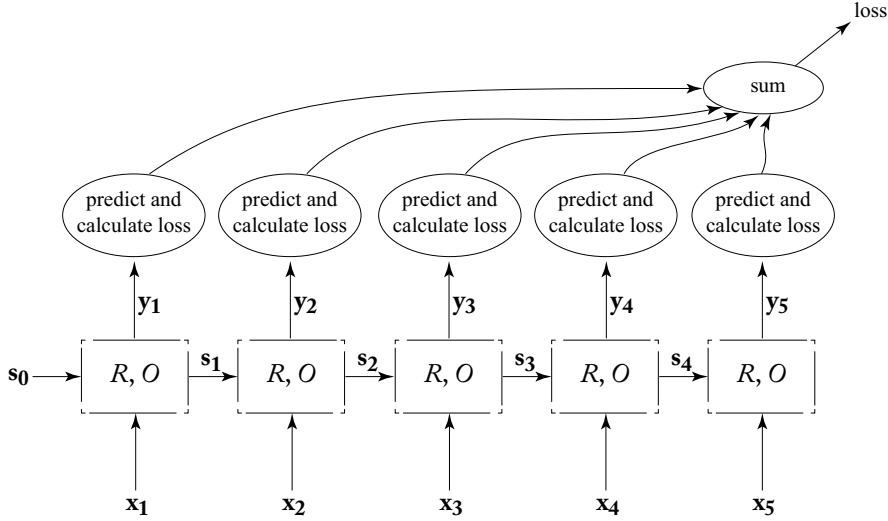 loss
sum
predict and
calculate loss
predict and
calculate loss
predict and
calculate loss
predict and
calculate loss
predict and
calculate loss
y1
y2
y3
y4
y5
s0
R, O
s1
R, O
s2
R, O
s3
R, O
s4
R, O
x1
x2
x3
x4
x5